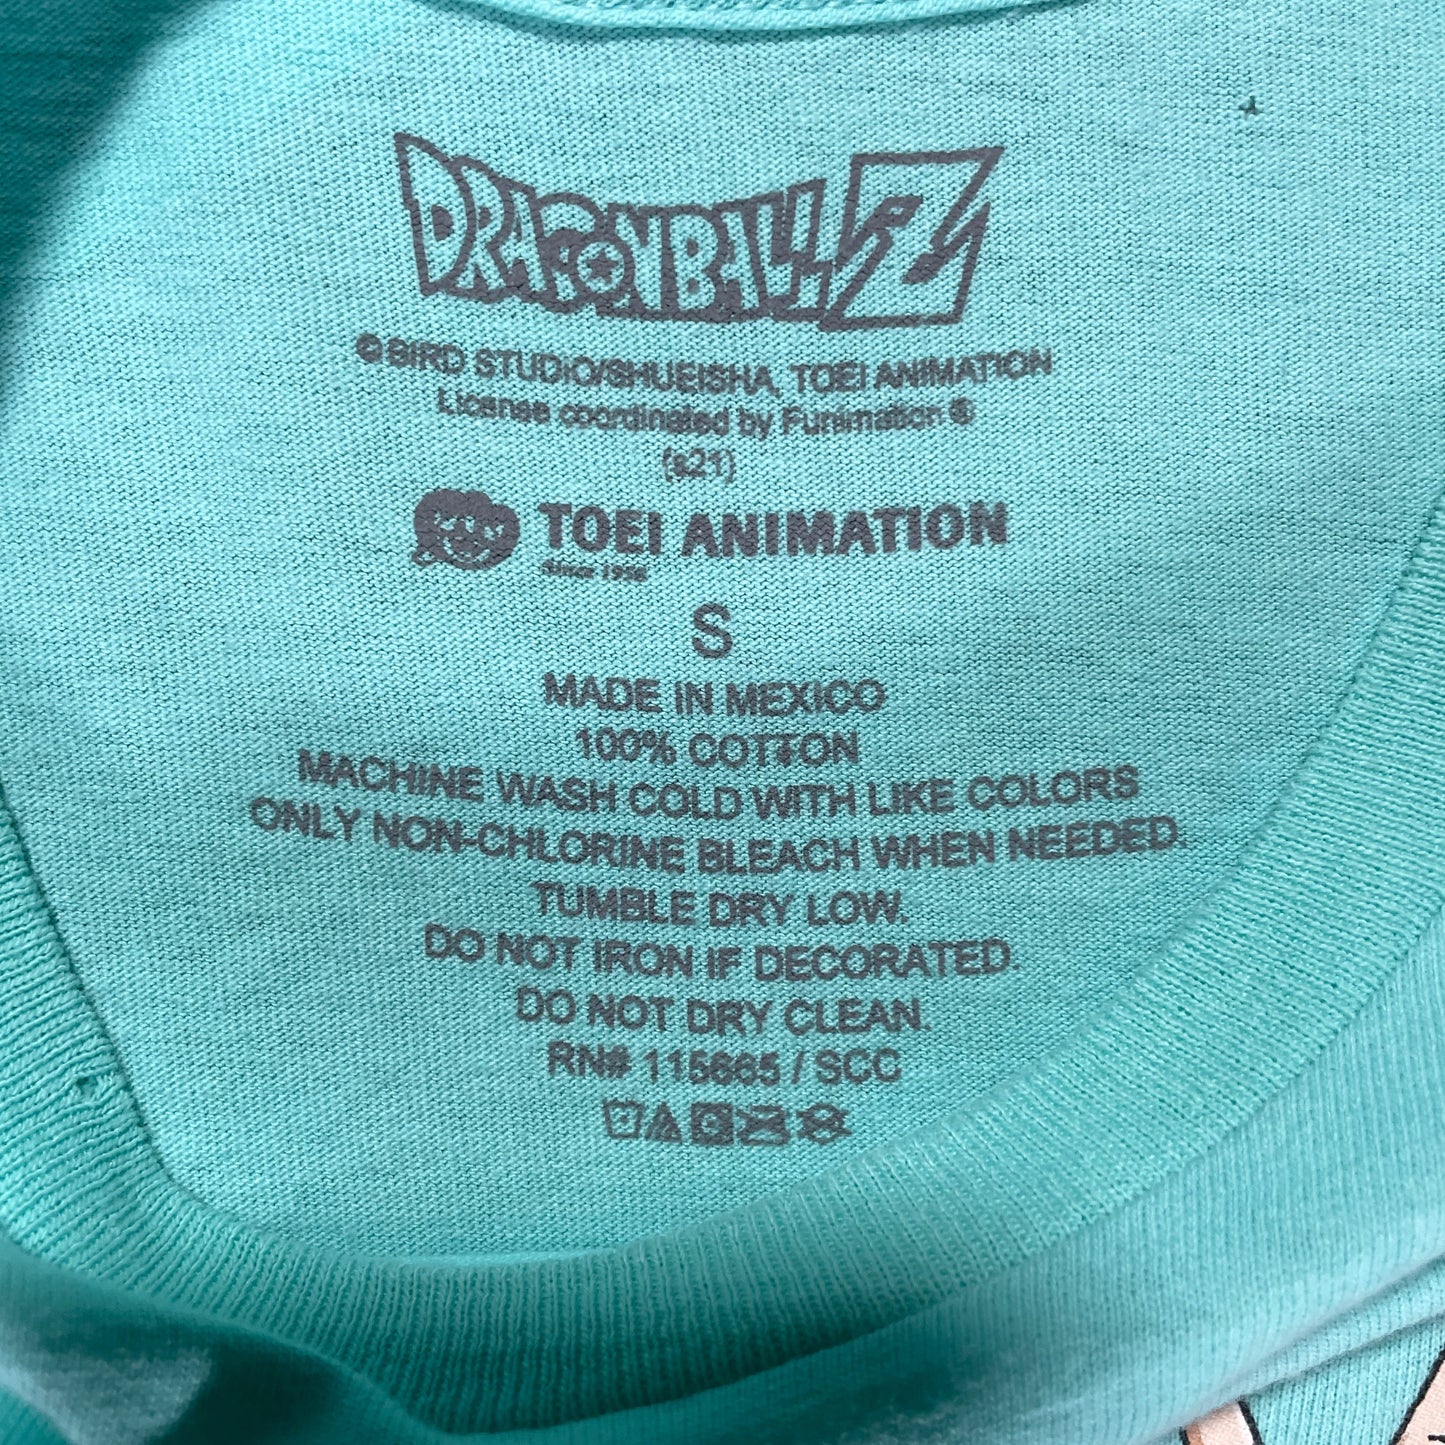 DRAGONBALL Z
© BIRD STUDIO/SHUEISHA, TOEI ANIMATION
License coordinated by Funimation ®
(s21)
TOEI ANIMATION
Since 1956
S
MADE IN MEXICO
100% COTTON
MACHINE WASH COLD WITH LIKE COLORS
ONLY NON-CHLORINE BLEACH WHEN NEEDED.
TUMBLE DRY LOW.
DO NOT IRON IF DECORATED.
DO NOT DRY CLEAN.
RN# 115665 / SCC